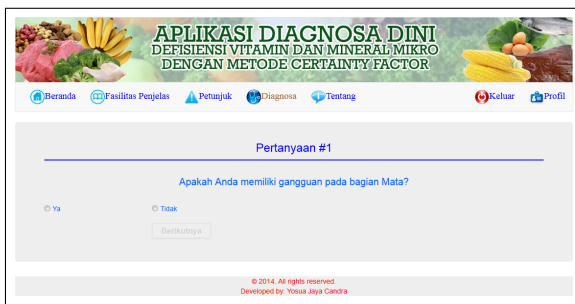 APLIKASI DIAGNOSA DINI
DEFISIENSI VITAMIN DAN MINERAL MIKRO
DENGAN METODE CERTAINTY FACTOR
Beranda Fasilitas Penjelas Petunjuk Diagnosa Tentang Keluar Profil
Pertanyaan #1
Apakah Anda memiliki gangguan pada bagian Mata?
Ya Tidak
Berikutnya
© 2014. All rights reserved.
Developed by: Yosua Jaya Candra